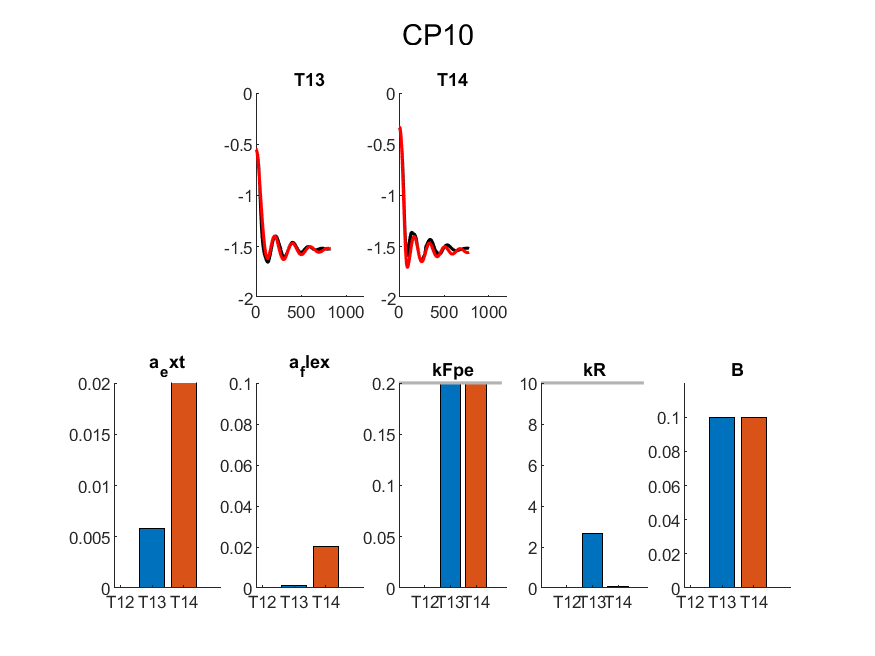 CP10
T13 T14
0 0
-0.5 -0.5
-1 -1
-1.5 -1.5
-2 -2
0 500 1000 0 500 1000
a_ext a_flex kFpe kR B
0.02 0.1 0.2 10
0.1
0.015 0.08 0.15 8 0.08
0.01 0.06 0.1 6 0.06
0.04 4 0.04
0.005 0.02 0.05 2 0.02
0 0 0 0 0
T12 T13 T14 T12 T13 T14 T12 T13 T14 T12 T13 T14 T12 T13 T14